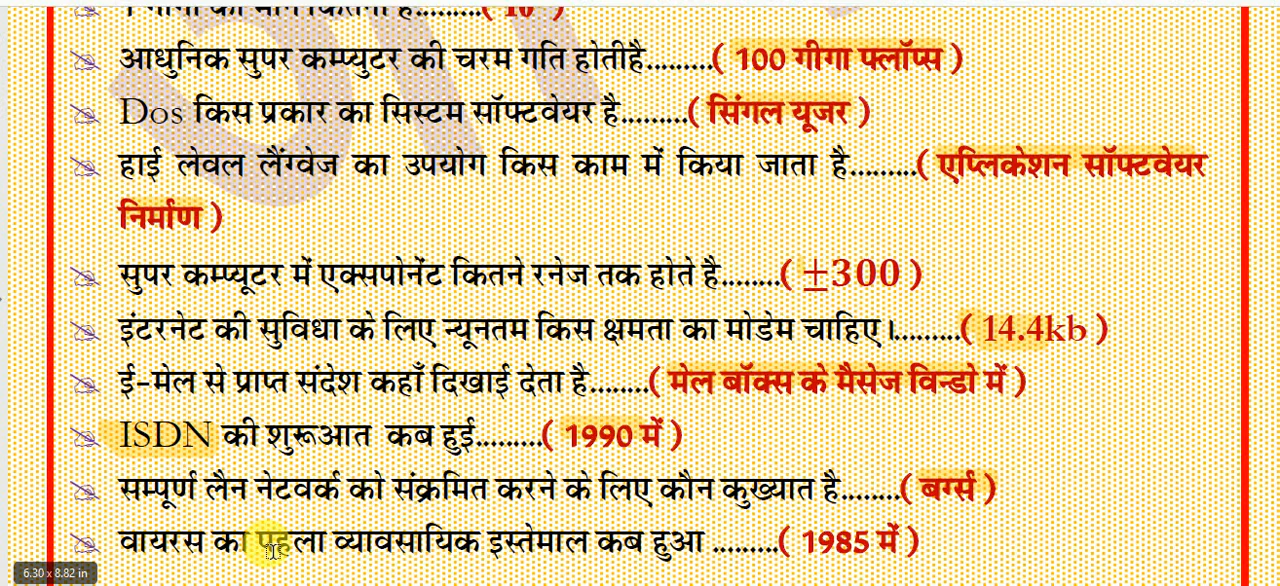 आधुनिक सुपर कम्प्युटर की चरम गति होतीहै.........( 100 गीगा फ्लॉप्स )
Dos किस प्रकार का सिस्टम सॉफ्टवेयर है.........( सिंगल यूजर )
हाई लेवल लैंग्वेज का उपयोग किस काम में किया जाता है.........( एप्लिकेशन सॉफ्टवेयर
निर्माण )
सुपर कम्प्यूटर में एक्सपोनेंट कितने रनेज तक होते है........( ±300 )
इंटरनेट की सुविधा के लिए न्यूनतम किस क्षमता का मोडेम चाहिए।.........( 14.4kb )
ई-मेल से प्राप्त संदेश कहाँ दिखाई देता है........( मेल बॉक्स के मैसेज विन्डो में )
ISDN की शुरूआत कब हुई.........( 1990 में )
सम्पूर्ण लैन नेटवर्क को संक्रमित करने के लिए कौन कुख्यात है........( बर्ग्स )
वायरस का पहला व्यावसायिक इस्तेमाल कब हुआ .........( 1985 में )
6.30 x 8.82 in